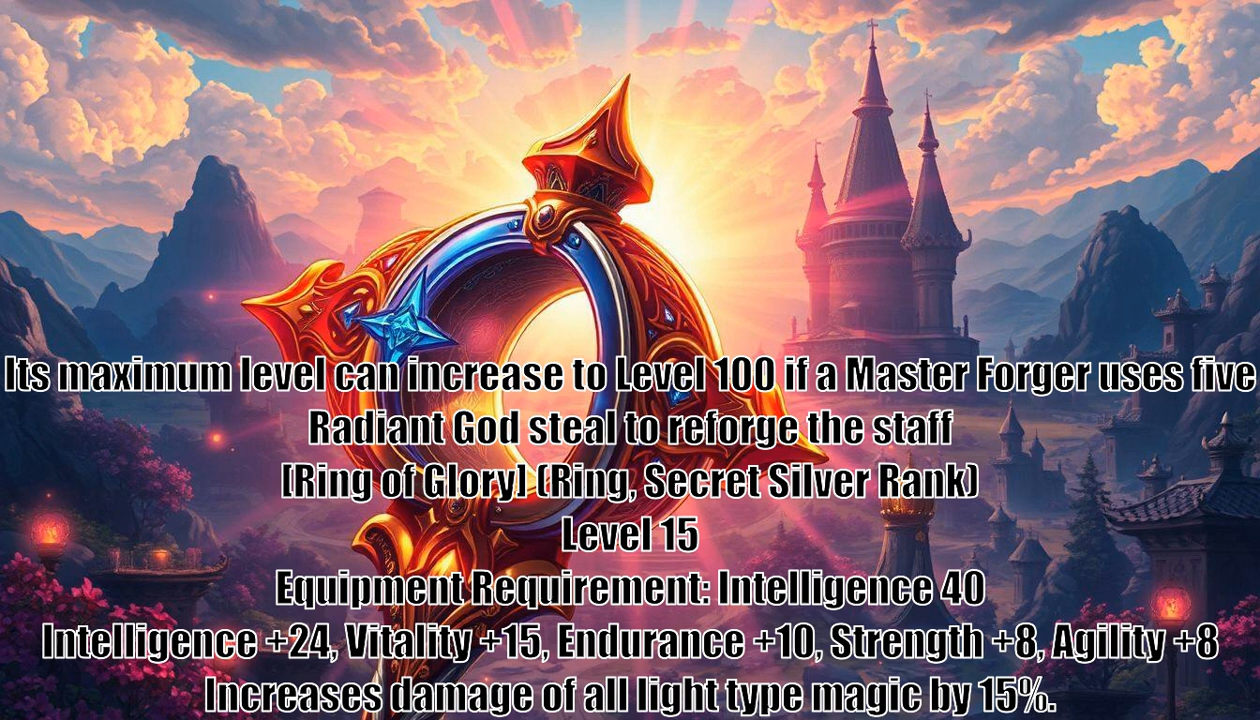 Its maximum level can increase to Level 100 if a Master Forger uses five
Radiant God steal to reforge the staff
[Ring of Glory] (Ring, Secret Silver Rank)
Level 15
Equipment Requirement: Intelligence 40
Intelligence +24, Vitality +15, Endurance +10, Strength +8, Agility +8
Increases damage of all light type magic by 15%.